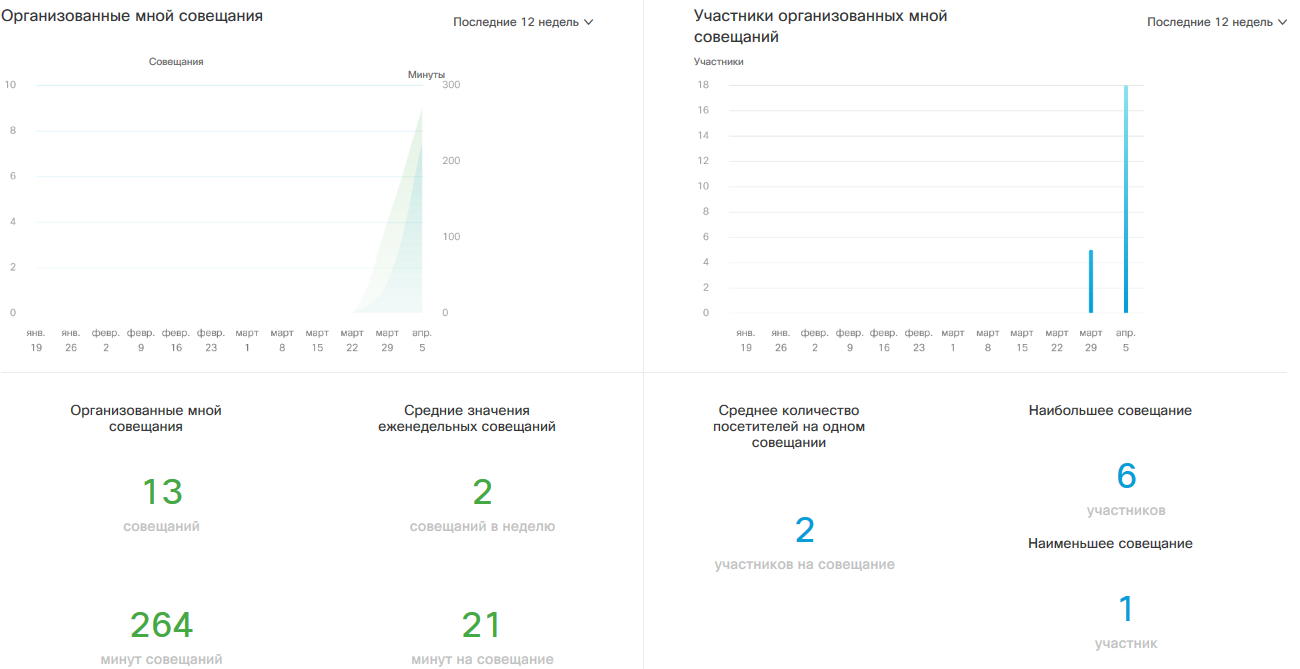 Организованные мной совещания
Последние 12 недель
Совещания
Минуты
10
8
6
4
2
0
300
200
100
0
янв. янв. февр. февр. февр. февр. март март март март март апр.
19 26 2 9 16 23 1 8 15 22 29 5
Участники организованных мной
совещаний
Последние 12 недель
Участники
18
16
14
12
10
8
6
4
2
0
янв. янв. февр. февр. февр. февр. март март март март март апр.
19 26 2 9 16 23 1 8 15 22 29 5
Организованные мной
совещания
13
совещаний
264
минут совещаний
Средние значения
еженедельных совещаний
2
совещаний в неделю
21
минут на совещание
Среднее количество
посетителей на одном
совещании
2
участников на совещание
Наибольшее совещание
6
участников
Наименьшее совещание
1
участник